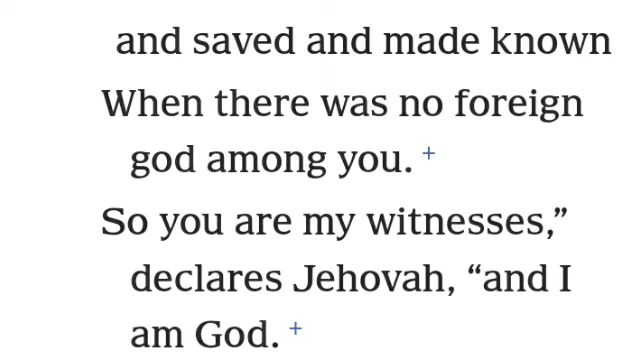 and saved and made known
When there was no foreign
god among you. +
So you are my witnesses,”
declares Jehovah, “and I
am God. +